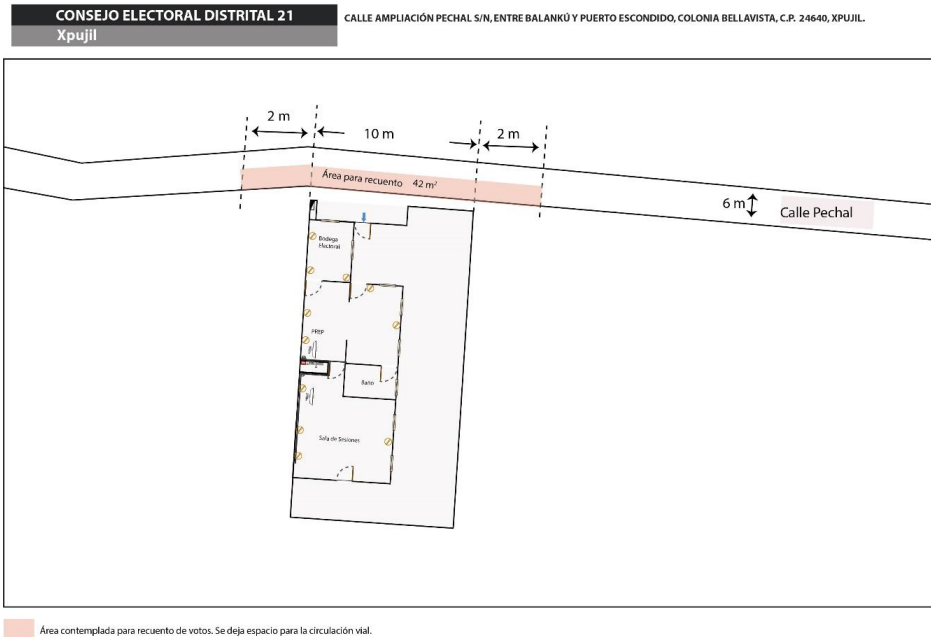 CONSEJO ELECTORAL DISTRITAL 21
Xpujil
CALLE AMPLIACIÓN PECHAL S/N, ENTRE BALANKÚ Y PUERTO ESCONDIDO, COLONIA BELLAVISTA, C.P. 24640, XPUJIL.
2 m
10 m
2 m
Área para recuento 42 m²
6 m
Calle Pechal
Bodega
Electoral
PREP
Baño
Sala de Sesiones
Área contemplada para recuento de votos. Se deja espacio para la circulación vial.